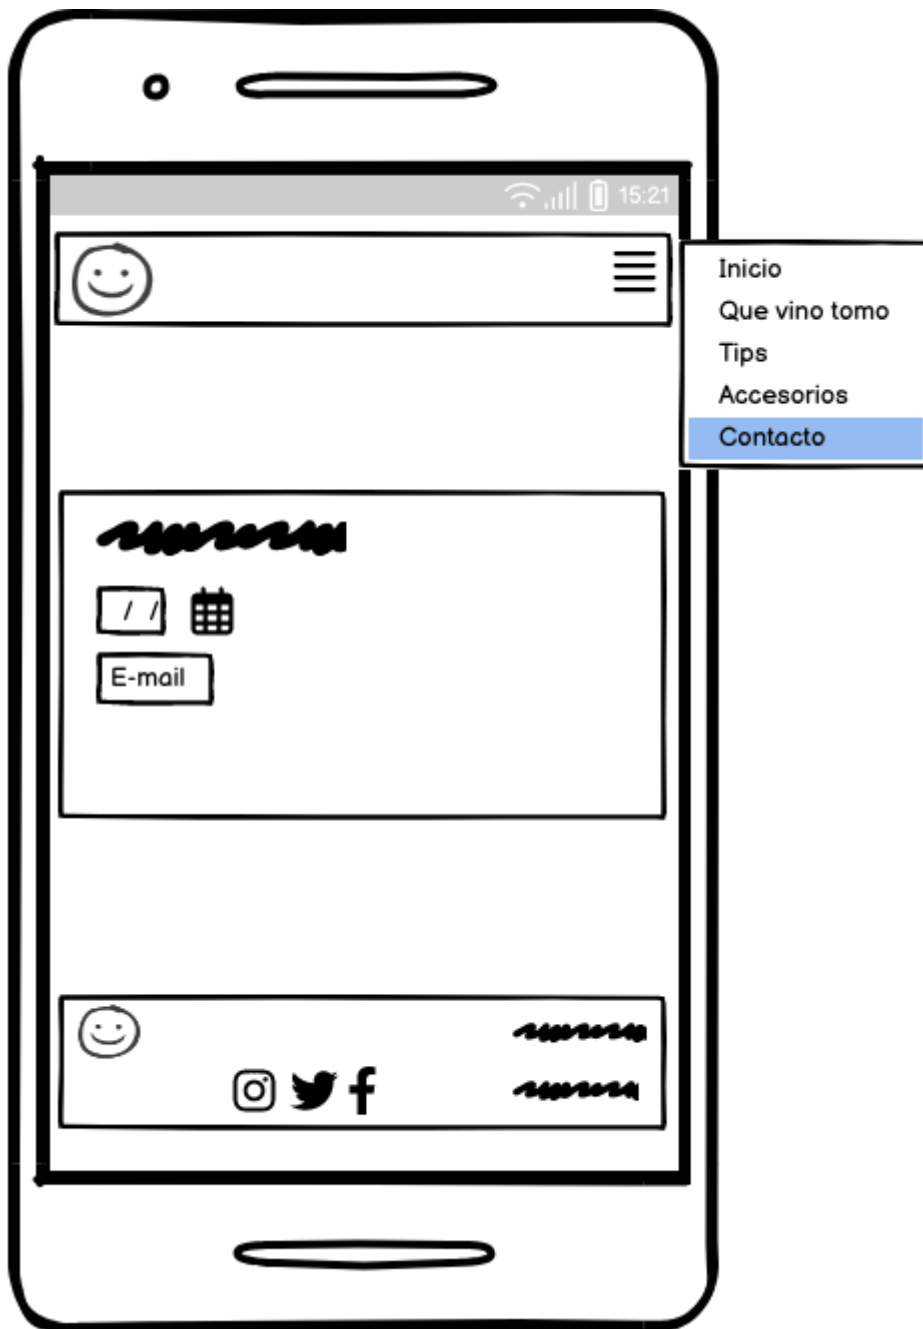 15:21
Inicio
Que vino tomo
Tips
Accesorios
Contacto
/ /
E-mail